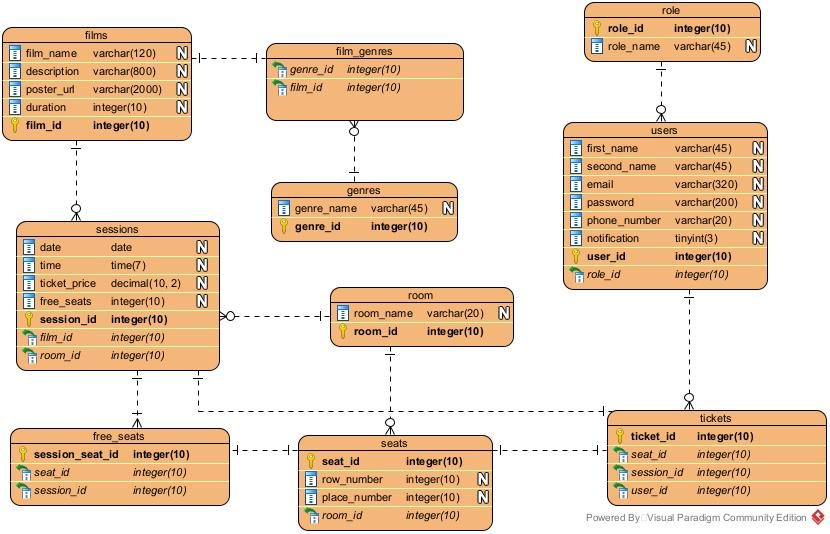 films
film_name varchar(120) N
description varchar(800) N
poster_url varchar(2000) N
duration integer(10) N
film_id integer(10)
film_genres
genre_id integer(10)
film_id integer(10)
role
role_id integer(10)
role_name varchar(45) N
users
first_name varchar(45) N
second_name varchar(45) N
email varchar(320) N
password varchar(200) N
phone_number varchar(20) N
notification tinyint(3) N
user_id integer(10)
role_id integer(10)
genres
genre_name varchar(45) N
genre_id integer(10)
sessions
date date N
time time(7) N
ticket_price decimal(10, 2) N
free_seats integer(10) N
session_id integer(10)
film_id integer(10)
room_id integer(10)
room
room_name varchar(20) N
room_id integer(10)
free_seats
session_seat_id integer(10)
seat_id integer(10)
session_id integer(10)
seats
seat_id integer(10)
row_number integer(10) N
place_number integer(10) N
room_id integer(10)
tickets
ticket_id integer(10)
seat_id integer(10)
session_id integer(10)
user_id integer(10)
Powered By Visual Paradigm Community Edition